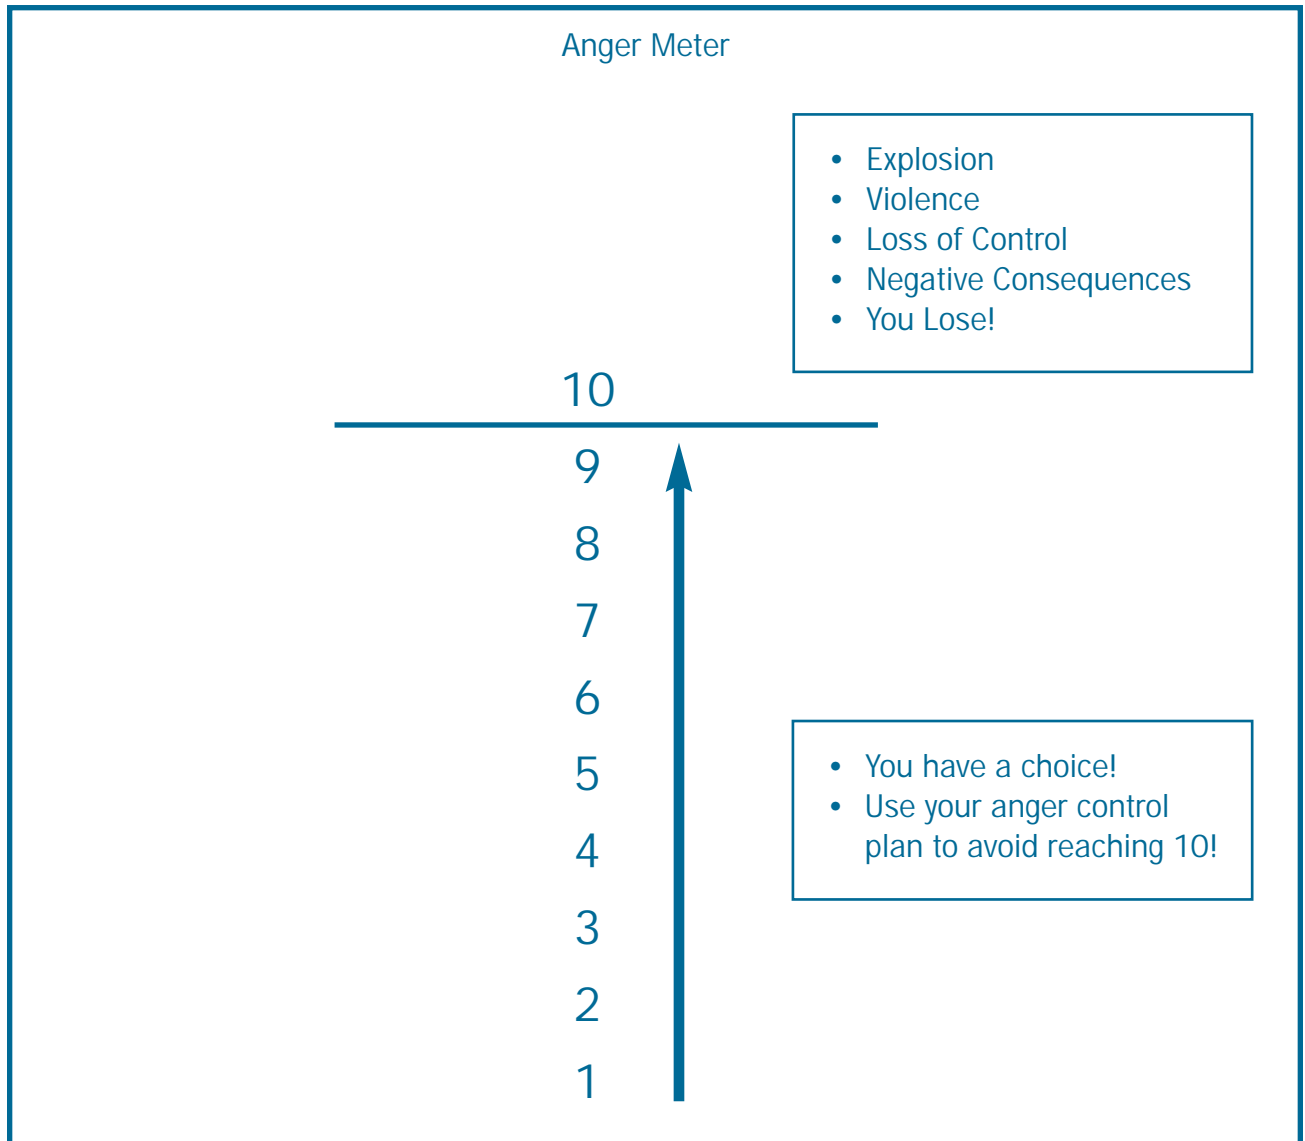 Anger Meter
• Explosion
• Violence
• Loss of Control
• Negative Consequences
• You Lose!
10
9
8
7
6
5
4
3
2
1
• You have a choice!
• Use your anger control
plan to avoid reaching 10!